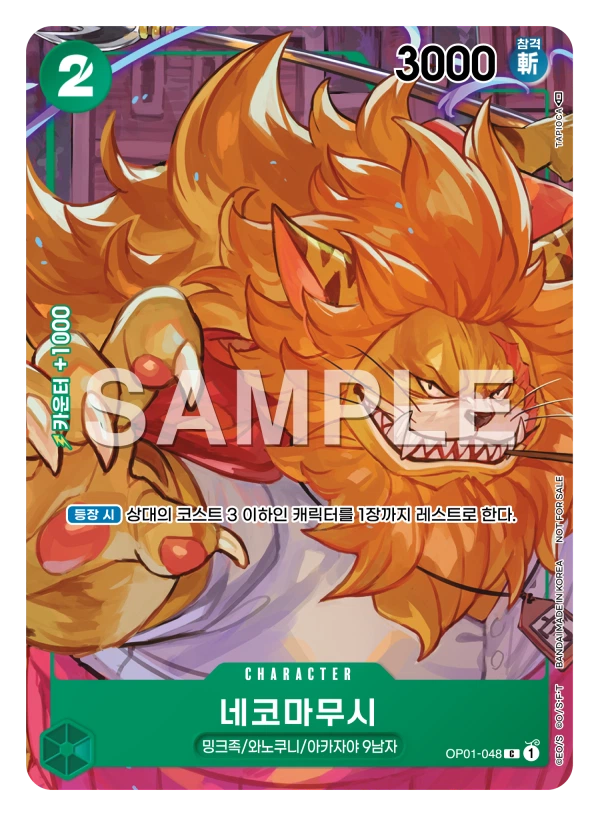 2
3000
참격
斬
TAPIOCA
카운터 +1000
SAMPLE
등장 시 상대의 코스트 3 이하인 캐릭터를 1장까지 레스트로 한다.
NOT FOR SALE
BANDAI MADE IN KOREA
©EO/S ©O/S·F·T
CHARACTER
네코마무시
밍크족/와노쿠니/아카자야 9남자
OP01-048 C 1